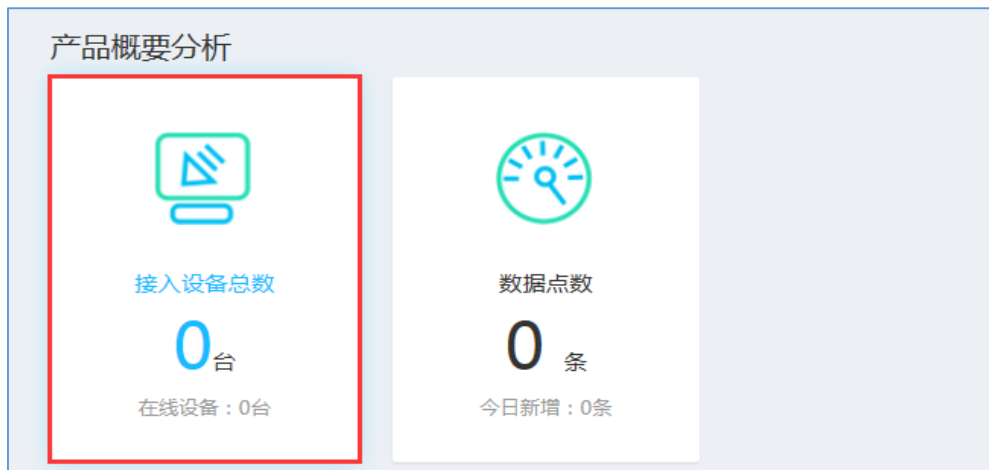 产品概要分析
接入设备总数
0台
在线设备：0台
数据点数
0 条
今日新增：0条